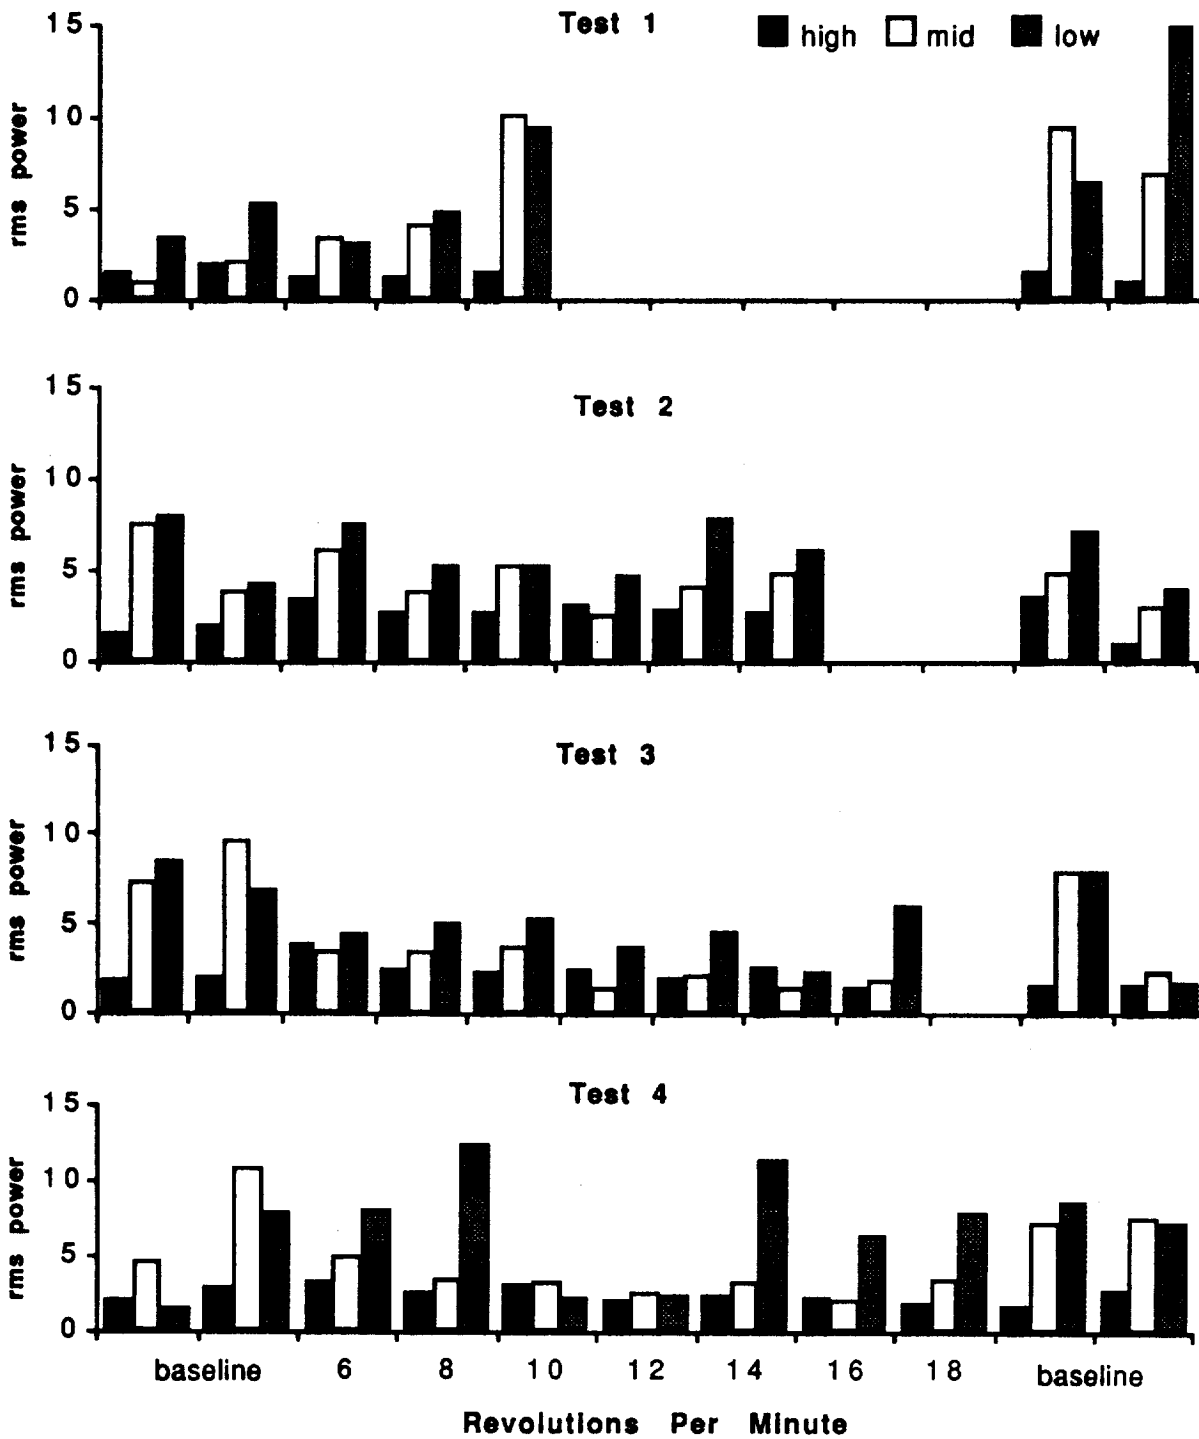 Test 1
high mid low
15
10
5
0
rms power
Test 2
15
10
5
0
rms power
Test 3
15
10
5
0
rms power
Test 4
15
10
5
0
rms power
baseline 6 8 10 12 14 16 18 baseline
Revolutions Per Minute